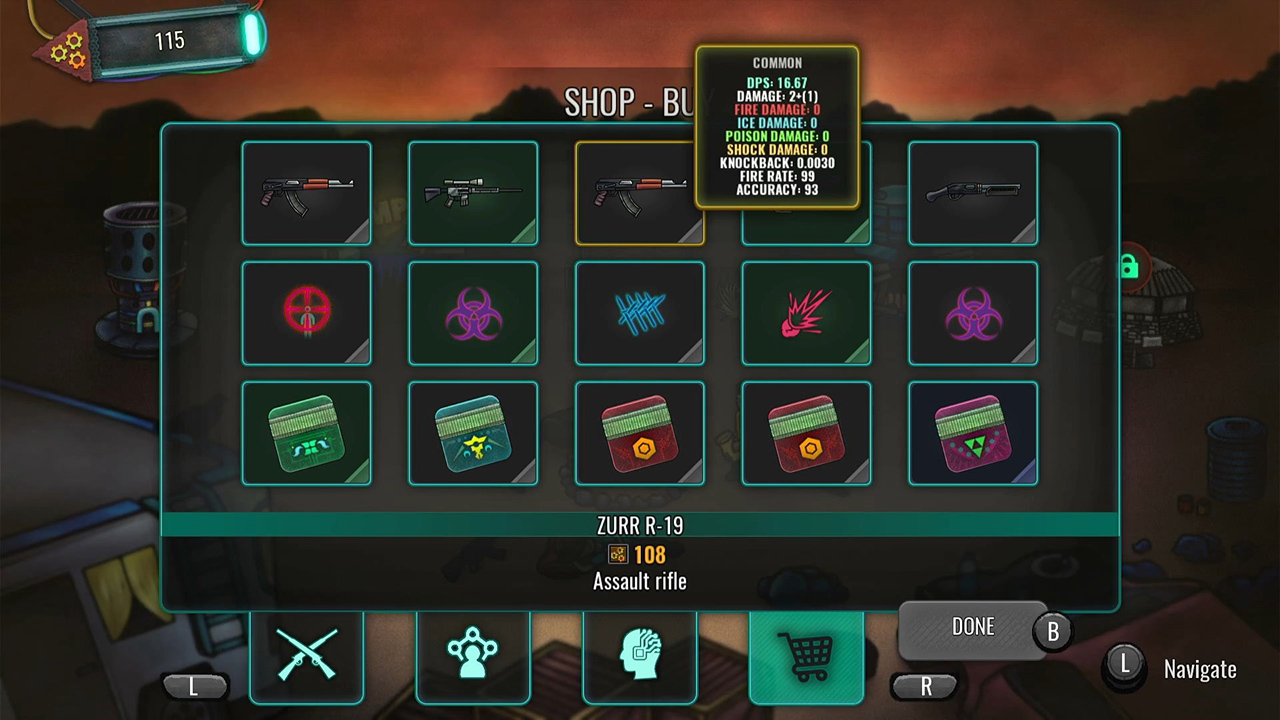 115
SHOP - BU
COMMON
DPS: 16.67
DAMAGE: 2+(1)
FIRE DAMAGE: 0
ICE DAMAGE: 0
POISON DAMAGE: 0
SHOCK DAMAGE: 0
KNOCKBACK: 0.0030
FIRE RATE: 99
ACCURACY: 93
ZURR R-19
108
Assault rifle
DONE
B
L
R
L
Navigate